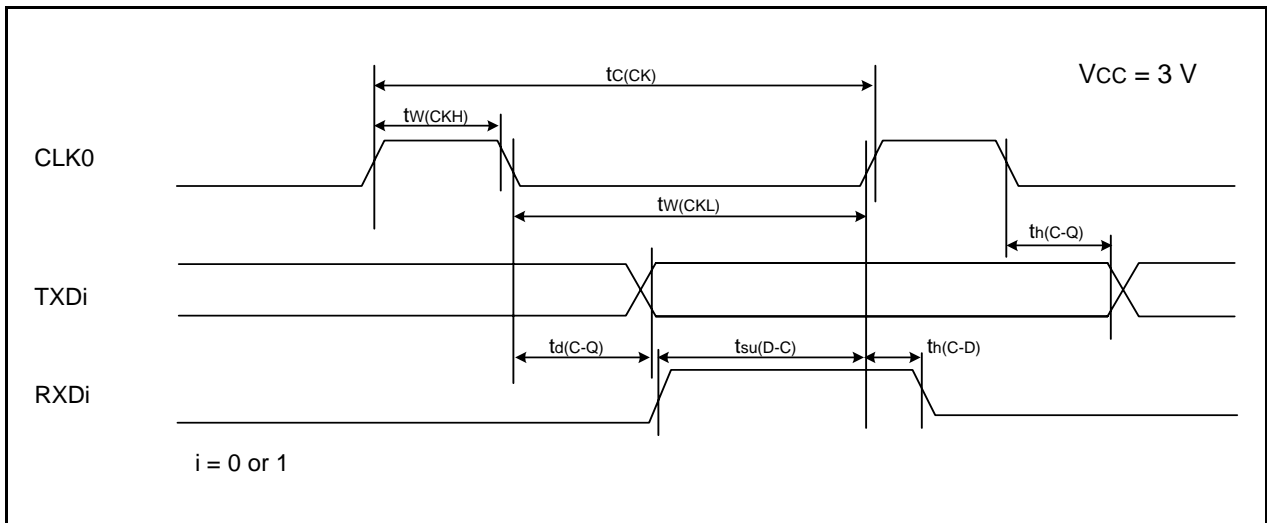 tC(CK)
VCC = 3 V
tW(CKH)
CLK0
tW(CKL)
th(C-Q)
TXDi
td(C-Q)
tsu(D-C)
th(C-D)
RXDi
i = 0 or 1